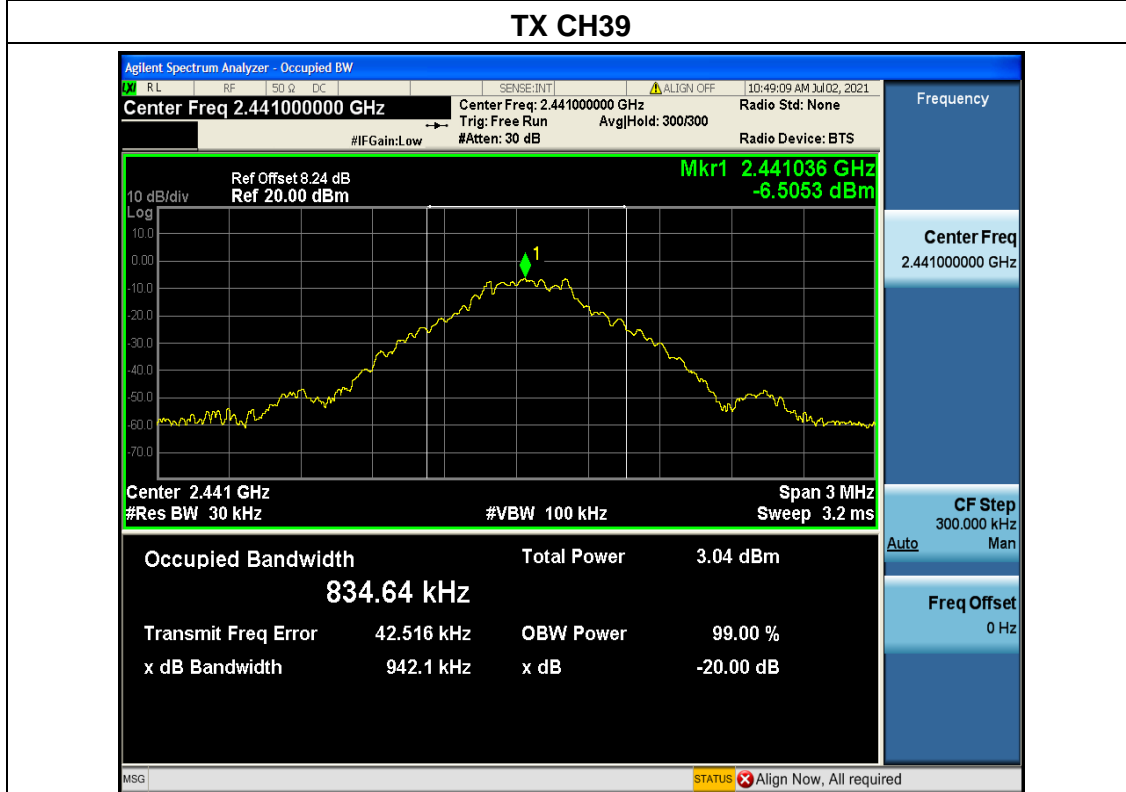 TX CH39
Agilent Spectrum Analyzer - Occupied BW
LXI RL RF 50 Ω DC SENSE:INT ALIGN OFF 10:49:09 AM Jul 02, 2021
Center Freq 2.441000000 GHz
Center Freq: 2.441000000 GHz
Radio Std: None
Trig: Free Run Avg|Hold: 300/300
#IFGain:Low
#Atten: 30 dB
Radio Device: BTS
Frequency
Mkr1 2.441036 GHz
-6.5053 dBm
Ref Offset 8.24 dB
10 dB/div Ref 20.00 dBm
Log
10.0
0.00
-10.0
-20.0
-30.0
-40.0
-50.0
-60.0
-70.0
1
Center 2.441 GHz
Span 3 MHz
#Res BW 30 kHz
#VBW 100 kHz
Sweep 3.2 ms
Occupied Bandwidth
834.64 kHz
Total Power 3.04 dBm
Transmit Freq Error 42.516 kHz
OBW Power 99.00 %
x dB Bandwidth 942.1 kHz
x dB -20.00 dB
Center Freq
2.441000000 GHz
CF Step
300.000 kHz
Auto Man
Freq Offset
0 Hz
MSG
STATUS Align Now, All required